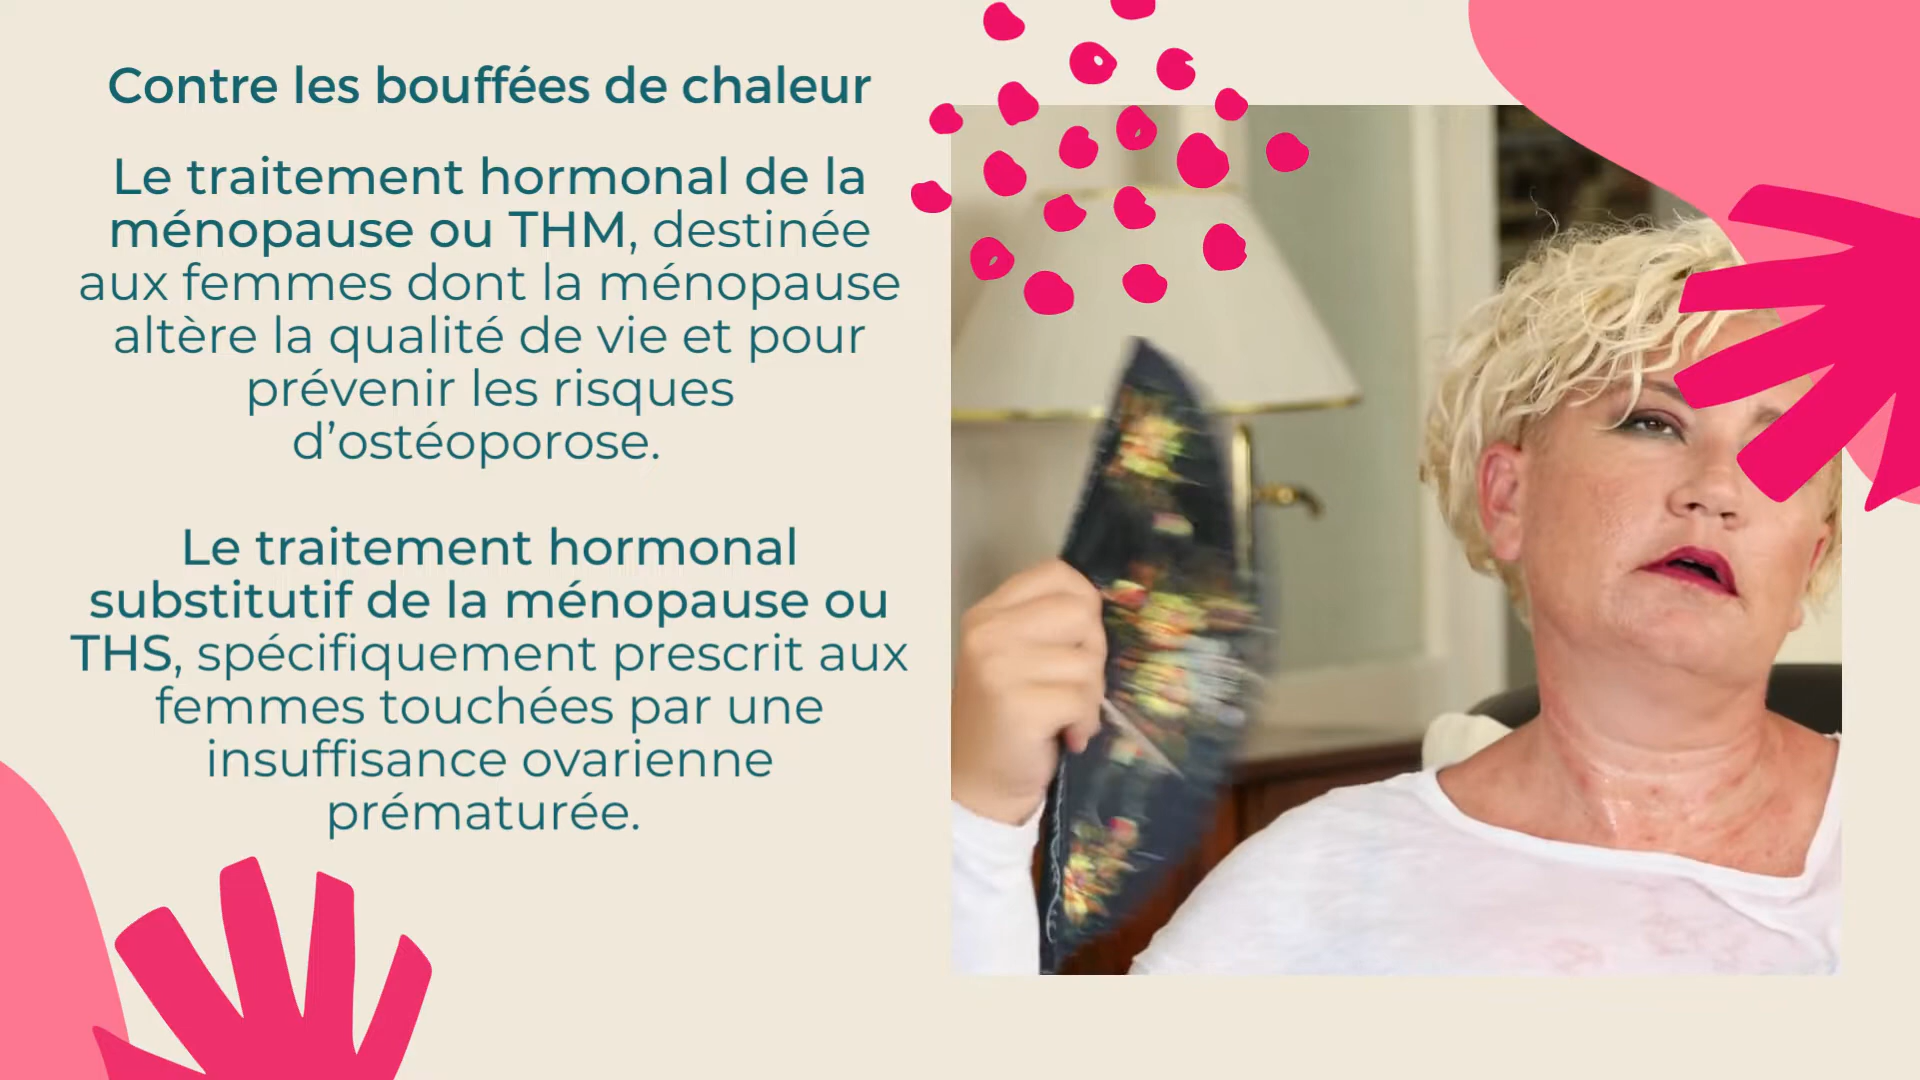 Contre les bouffées de chaleur
Le traitement hormonal de la
ménopause ou THM, destinée
aux femmes dont la ménopause
altère la qualité de vie et pour
prévenir les risques
d’ostéoporose.
Le traitement hormonal
substitutif de la ménopause ou
THS, spécifiquement prescrit aux
femmes touchées par une
insuffisance ovarienne
prématurée.